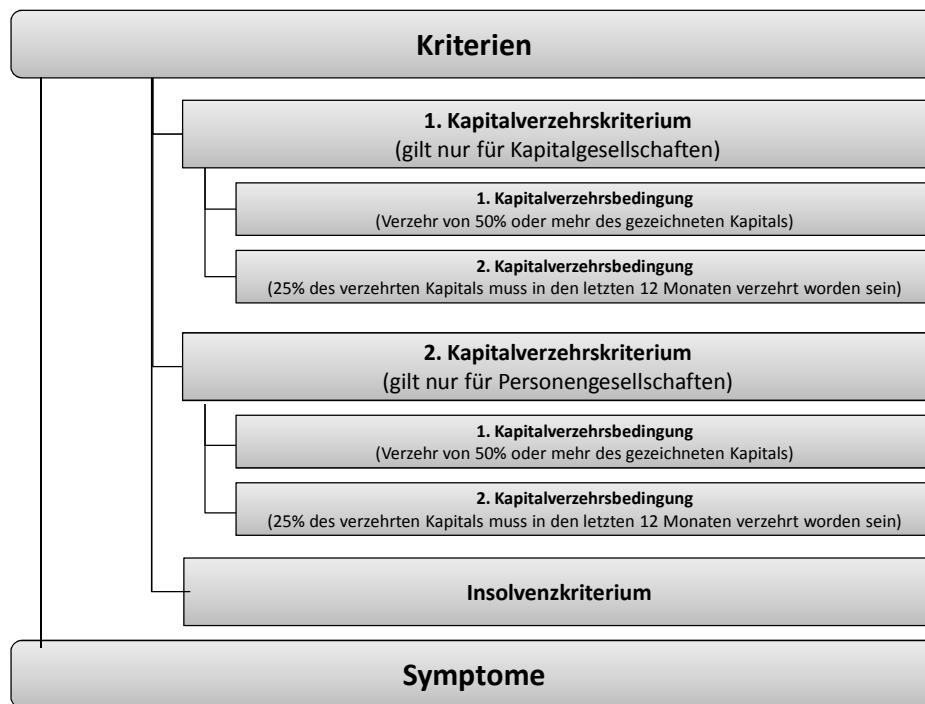 Kriterien
1. Kapitalverzehrskriterium
(gilt nur für Kapitalgesellschaften)
1. Kapitalverzehrsbedingung
(Verzehr von 50% oder mehr des gezeichneten Kapitals)
2. Kapitalverzehrsbedingung
(25% des verzehrten Kapitals muss in den letzten 12 Monaten verzehrt worden sein)
2. Kapitalverzehrskriterium
(gilt nur für Personengesellschaften)
1. Kapitalverzehrsbedingung
(Verzehr von 50% oder mehr des gezeichneten Kapitals)
2. Kapitalverzehrsbedingung
(25% des verzehrten Kapitals muss in den letzten 12 Monaten verzehrt worden sein)
Insolvenzkriterium
Symptome